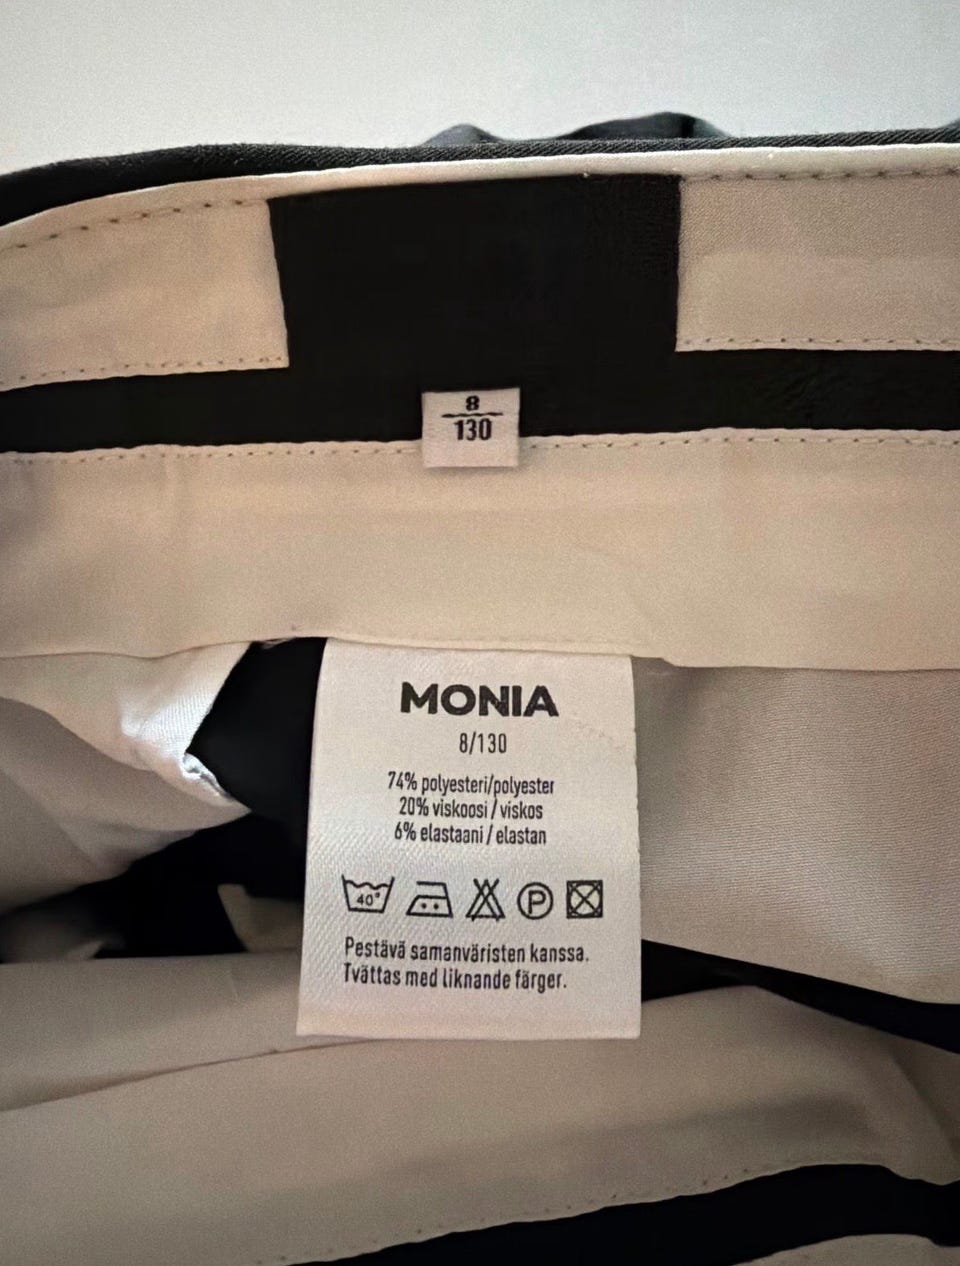 8
130
MONIA
8/130
74% polyesteri/polyester
20% viskoosi / viskos
6% elastaani / elastan
40°
P
Pestävä samanväristen kanssa.
Tvättas med liknande färger.